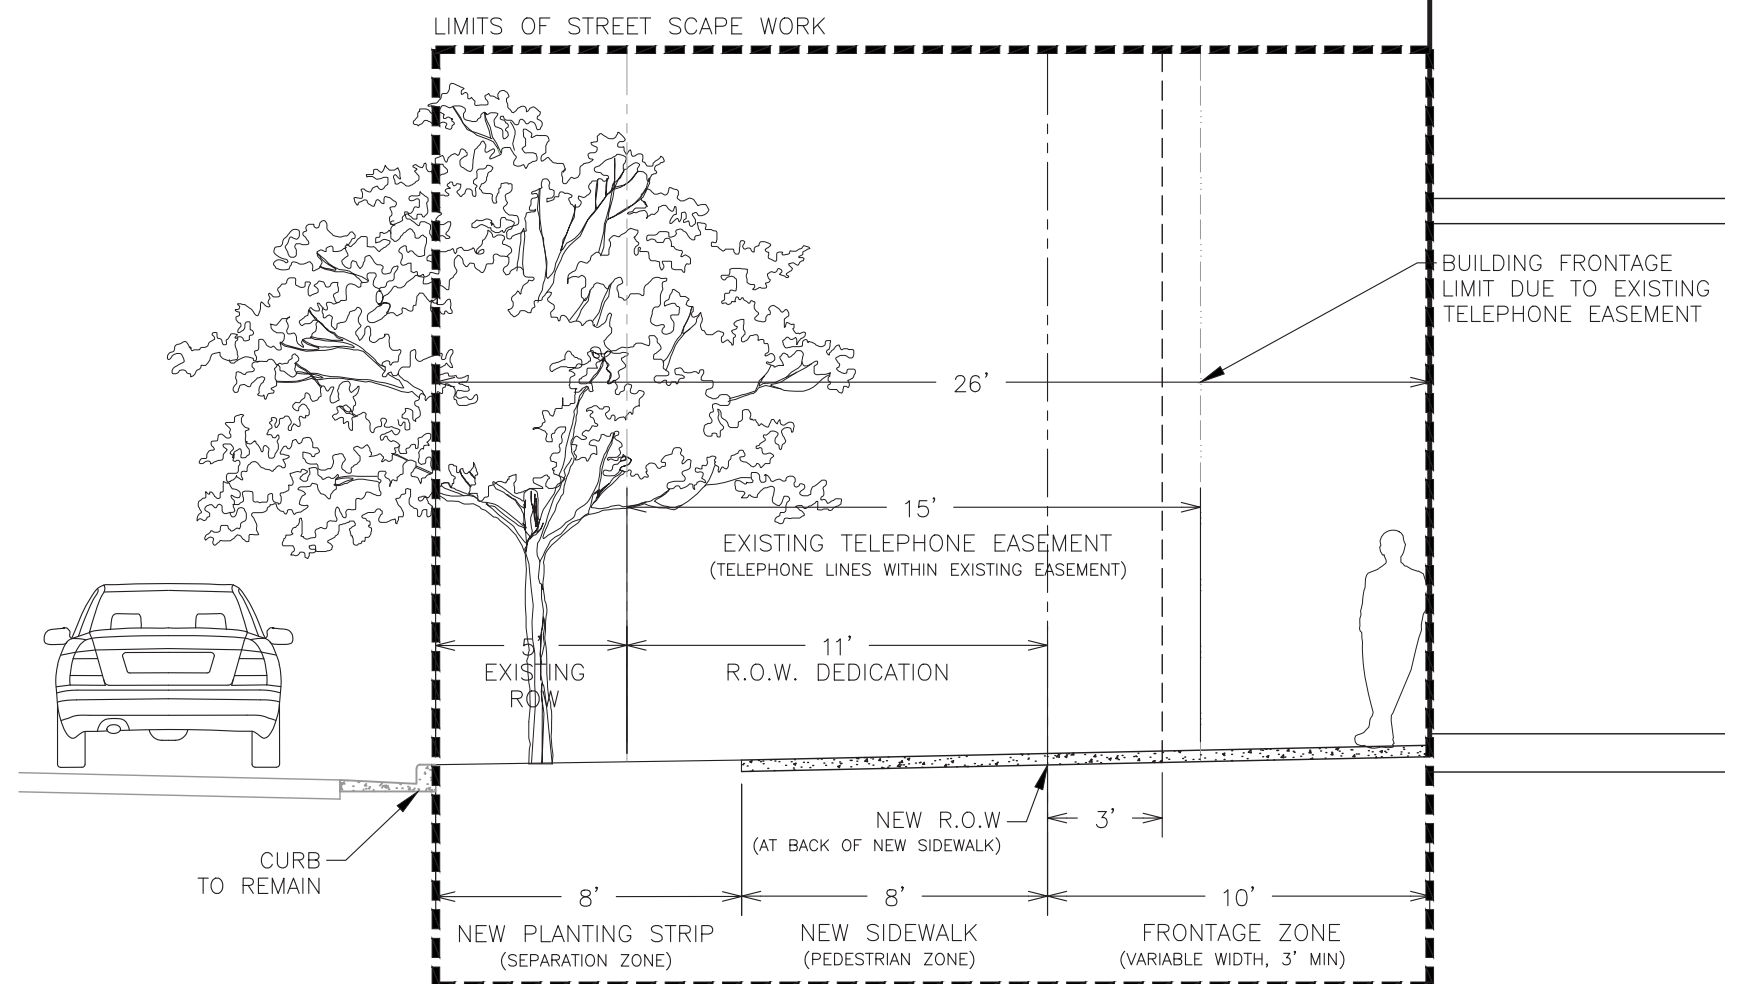 LIMITS OF STREET SCAPE WORK
BUILDING FRONTAGE
LIMIT DUE TO EXISTING
TELEPHONE EASEMENT
26'
15'
EXISTING TELEPHONE EASEMENT
(TELEPHONE LINES WITHIN EXISTING EASEMENT)
5'
EXISTING
ROW
11'
R.O.W. DEDICATION
NEW R.O.W
(AT BACK OF NEW SIDEWALK)
3'
CURB
TO REMAIN
8'
NEW PLANTING STRIP
(SEPARATION ZONE)
8'
NEW SIDEWALK
(PEDESTRIAN ZONE)
10'
FRONTAGE ZONE
(VARIABLE WIDTH, 3' MIN)